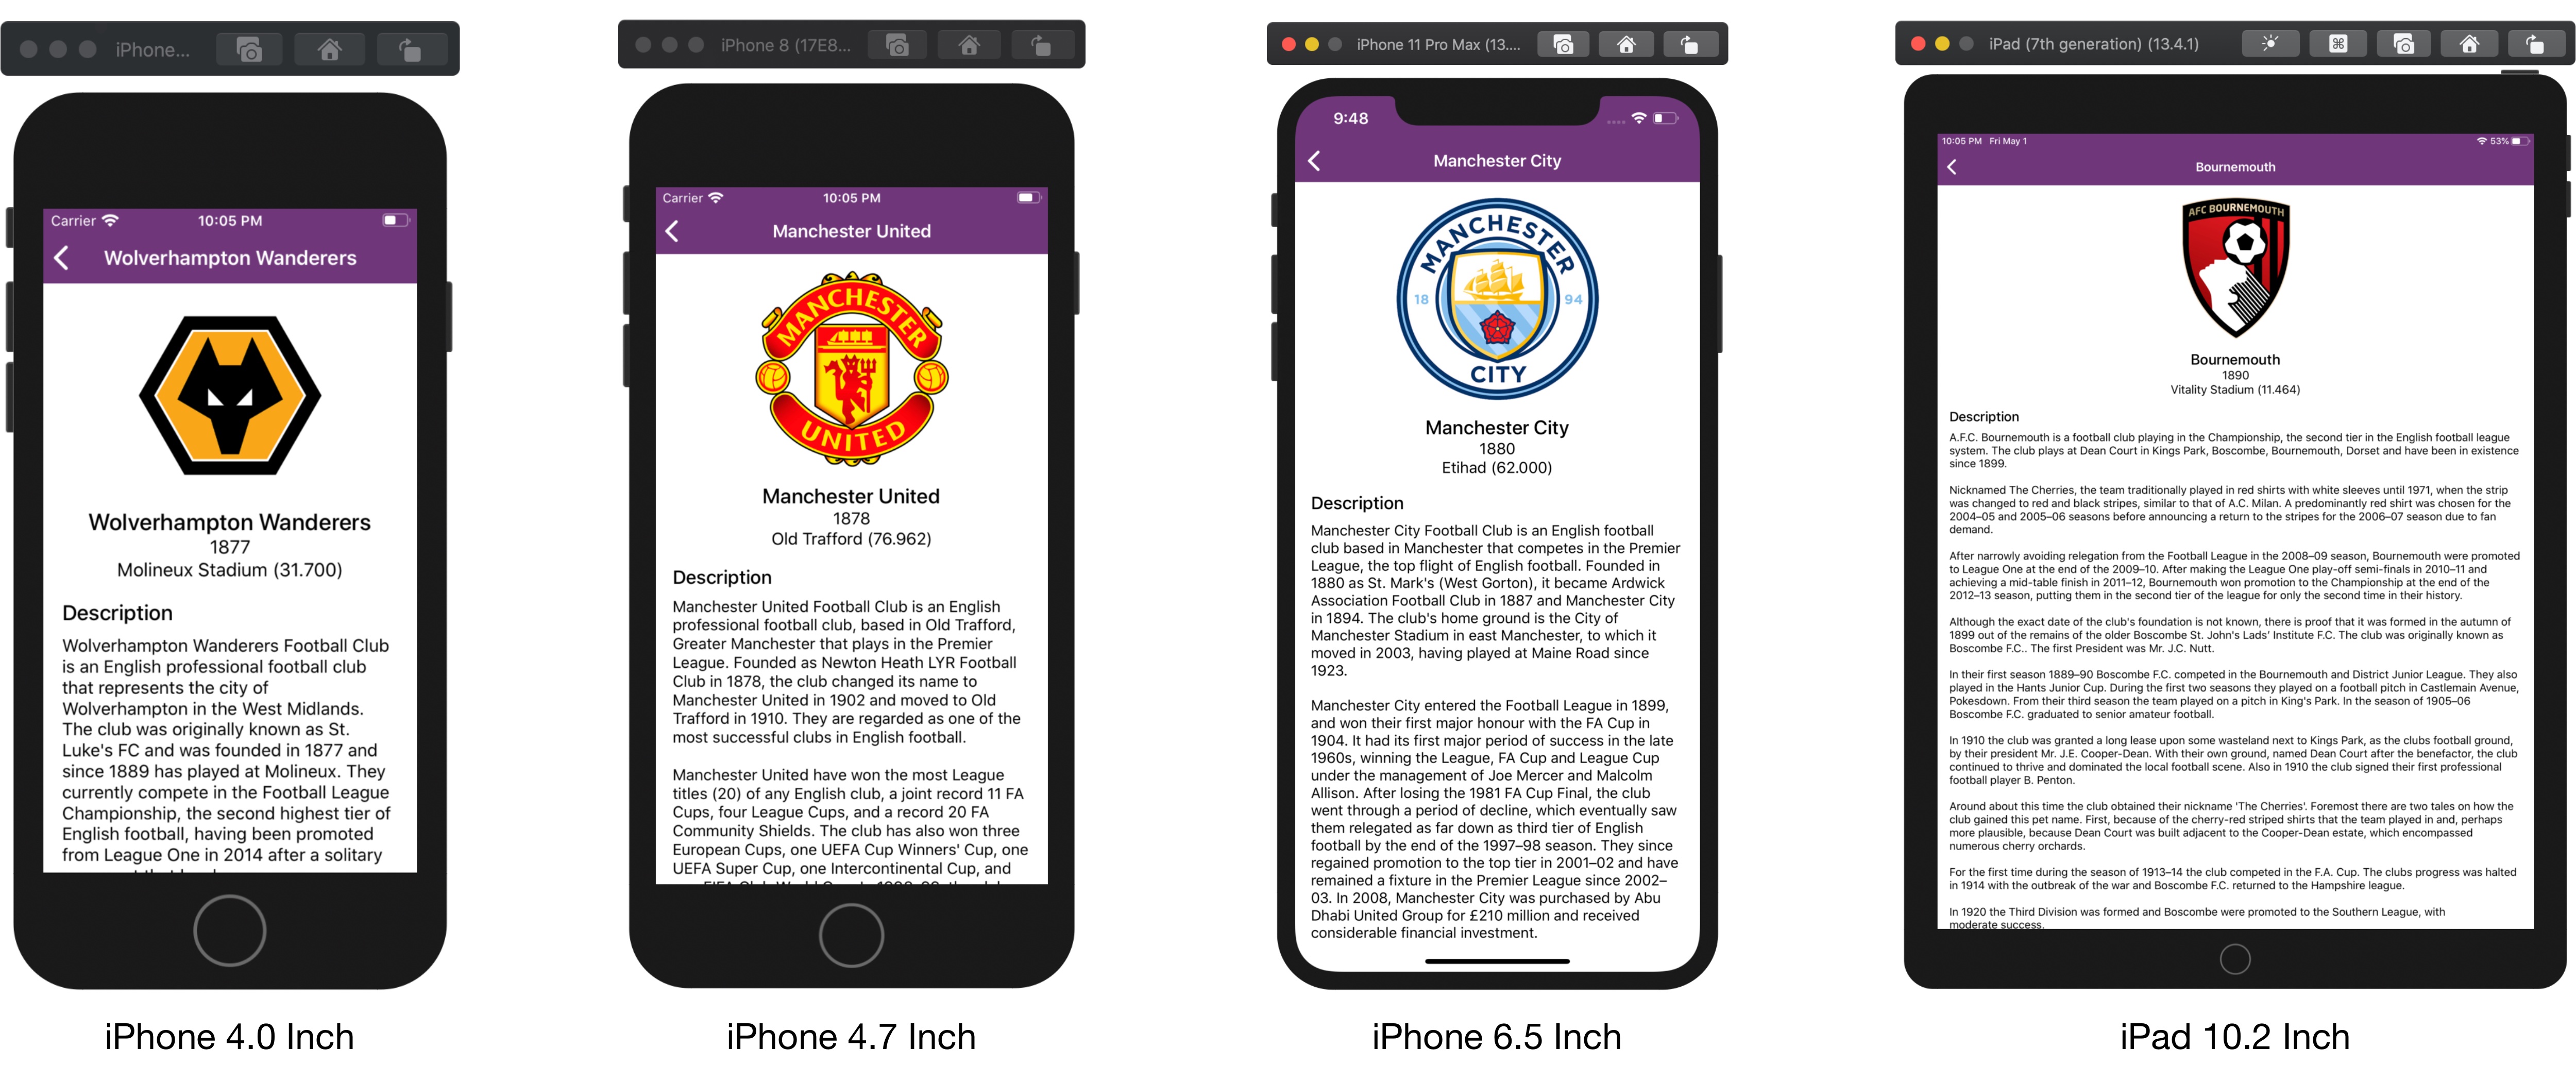 iPhone...
Carrier
10:05 PM
Wolverhampton Wanderers
Wolverhampton Wanderers
1877
Molineux Stadium (31.700)
Description
Wolverhampton Wanderers Football Club
is an English professional football club
that represents the city of
Wolverhampton in the West Midlands.
The club was originally known as St.
Luke's FC and was founded in 1877 and
since 1889 has played at Molineux. They
currently compete in the Football League
Championship, the second highest tier of
English football, having been promoted
from League One in 2014 after a solitary
iPhone 4.0 Inch
iPhone 8 (17E8...
Carrier
10:05 PM
Manchester United
MANCHESTER
UNITED
Manchester United
1878
Old Trafford (76.962)
Description
Manchester United Football Club is an English
professional football club, based in Old Trafford,
Greater Manchester that plays in the Premier
League. Founded as Newton Heath LYR Football
Club in 1878, the club changed its name to
Manchester United in 1902 and moved to Old
Trafford in 1910. They are regarded as one of the
most successful clubs in English football.
Manchester United have won the most League
titles (20) of any English club, a joint record 11 FA
Cups, four League Cups, and a record 20 FA
Community Shields. The club has also won three
European Cups, one UEFA Cup Winners' Cup, one
UEFA Super Cup, one Intercontinental Cup, and
iPhone 4.7 Inch
iPhone 11 Pro Max (13....
9:48
Manchester City
MANCHESTER
18 94
CITY
Manchester City
1880
Etihad (62.000)
Description
Manchester City Football Club is an English football
club based in Manchester that competes in the Premier
League, the top flight of English football. Founded in
1880 as St. Mark's (West Gorton), it became Ardwick
Association Football Club in 1887 and Manchester City
in 1894. The club's home ground is the City of
Manchester Stadium in east Manchester, to which it
moved in 2003, having played at Maine Road since
1923.
Manchester City entered the Football League in 1899,
and won their first major honour with the FA Cup in
1904. It had its first major period of success in the late
1960s, winning the League, FA Cup and League Cup
under the management of Joe Mercer and Malcolm
Allison. After losing the 1981 FA Cup Final, the club
went through a period of decline, which eventually saw
them relegated as far down as third tier of English
football by the end of the 1997–98 season. They since
regained promotion to the top tier in 2001–02 and have
remained a fixture in the Premier League since 2002–
03. In 2008, Manchester City was purchased by Abu
Dhabi United Group for £210 million and received
considerable financial investment.
iPhone 6.5 Inch
iPad (7th generation) (13.4.1)
10:05 PM Fri May 1
53%
Bournemouth
AFC BOURNEMOUTH
Bournemouth
1890
Vitality Stadium (11.464)
Description
A.F.C. Bournemouth is a football club playing in the Championship, the second tier in the English football league
system. The club plays at Dean Court in Kings Park, Boscombe, Bournemouth, Dorset and have been in existence
since 1899.
Nicknamed The Cherries, the team traditionally played in red shirts with white sleeves until 1971, when the strip
was changed to red and black stripes, similar to that of A.C. Milan. A predominantly red shirt was chosen for the
2004–05 and 2005–06 seasons before announcing a return to the stripes for the 2006–07 season due to fan
demand.
After narrowly avoiding relegation from the Football League in the 2008–09 season, Bournemouth were promoted
to League One at the end of the 2009–10. After making the League One play-off semi-finals in 2010–11 and
achieving a mid-table finish in 2011–12, Bournemouth won promotion to the Championship at the end of the
2012–13 season, putting them in the second tier of the league for only the second time in their history.
Although the exact date of the club's foundation is not known, there is proof that it was formed in the autumn of
1899 out of the remains of the older Boscombe St. John's Lads' Institute F.C. The club was originally known as
Boscombe F.C.. The first President was Mr. J.C. Nutt.
In their first season 1889–90 Boscombe F.C. competed in the Bournemouth and District Junior League. They also
played in the Hants Junior Cup. During the first two seasons they played on a football pitch in Castlemain Avenue,
Pokesdown. From their third season the team played on a pitch in King's Park. In the season of 1905–06
Boscombe F.C. graduated to senior amateur football.
In 1910 the club was granted a long lease upon some wasteland next to Kings Park, as the clubs football ground,
by their president Mr. J.E. Cooper-Dean. With their own ground, named Dean Court after the benefactor, the club
continued to thrive and dominated the local football scene. Also in 1910 the club signed their first professional
football player B. Penton.
Around about this time the club obtained their nickname 'The Cherries'. Foremost there are two tales on how the
club gained this pet name. First, because of the cherry-red striped shirts that the team played in and, perhaps
more plausible, because Dean Court was built adjacent to the Cooper-Dean estate, which encompassed
numerous cherry orchards.
For the first time during the season of 1913–14 the club competed in the F.A. Cup. The clubs progress was halted
in 1914 with the outbreak of the war and Boscombe F.C. returned to the Hampshire league.
In 1920 the Third Division was formed and Boscombe were promoted to the Southern League, with
moderate success.
iPad 10.2 Inch